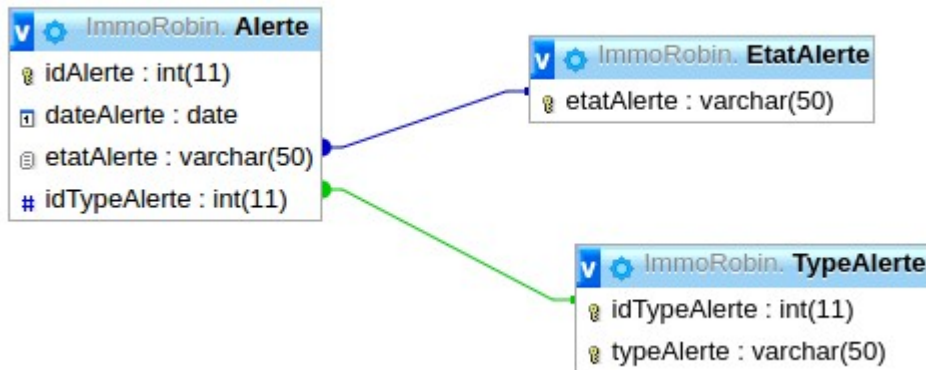 ImmoRobin. Alerte
idAlerte : int(11)
dateAlerte : date
etatAlerte : varchar(50)
# idTypeAlerte : int(11)
ImmoRobin. EtatAlerte
etatAlerte : varchar(50)
ImmoRobin. TypeAlerte
idTypeAlerte : int(11)
typeAlerte : varchar(50)